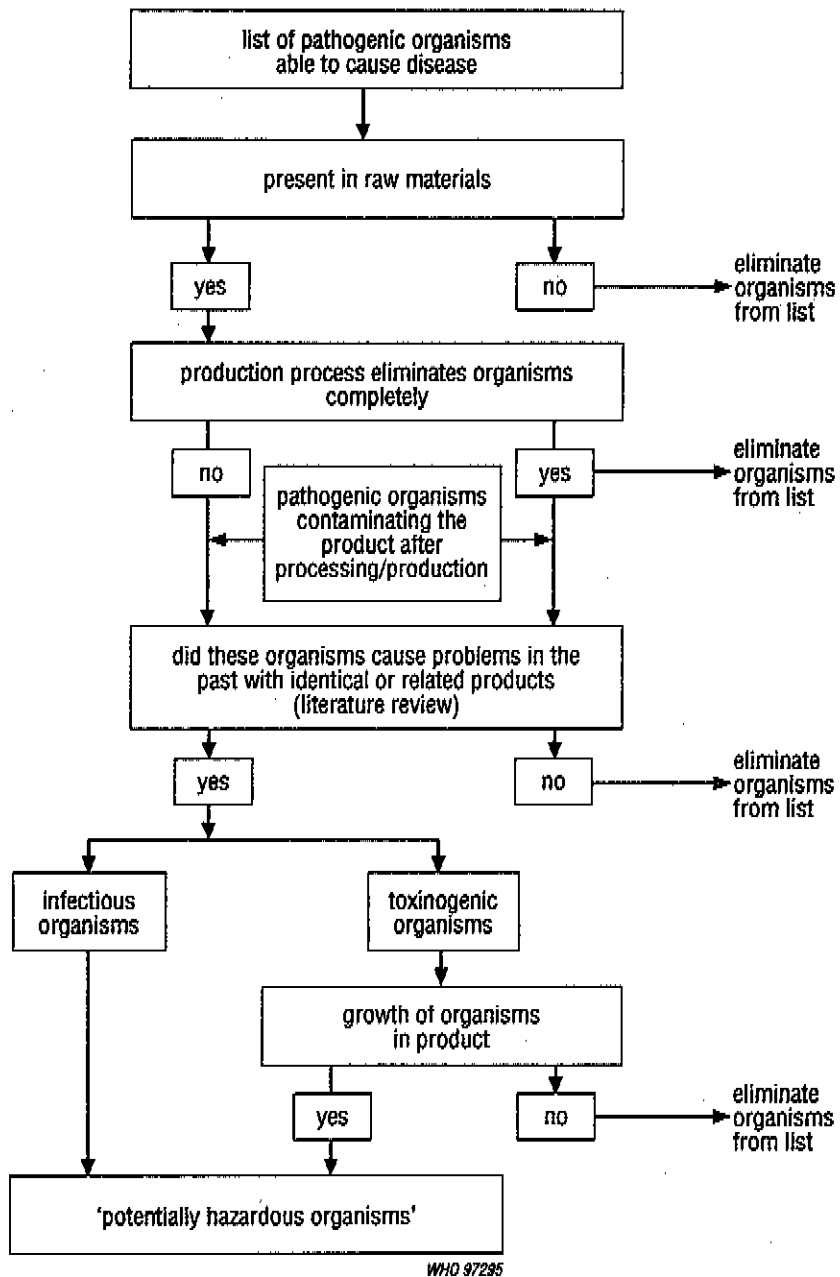 list of pathogenic organisms
able to cause disease
present in raw materials
yes
no
eliminate
organisms
from list
production process eliminates organisms
completely
no
yes
eliminate
organisms
from list
pathogenic organisms
contaminating the
product after
processing/production
did these organisms cause problems in the
past with identical or related products
(literature review)
yes
no
eliminate
organisms
from list
infectious
organisms
toxinogenic
organisms
growth of organisms
in product
yes
no
eliminate
organisms
from list
'potentially hazardous organisms'
WHO 97295